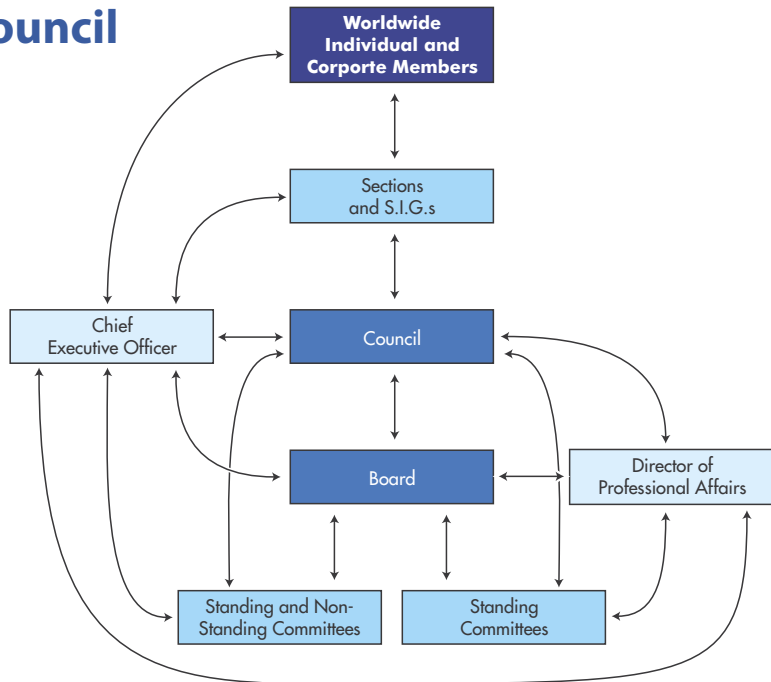 ouncil
Worldwide
Individual and
Corporte Members
Sections
and S.I.G.s
Chief
Executive Officer
Council
Board
Director of
Professional Affairs
Standing and Non-
Standing Committees
Standing
Committees